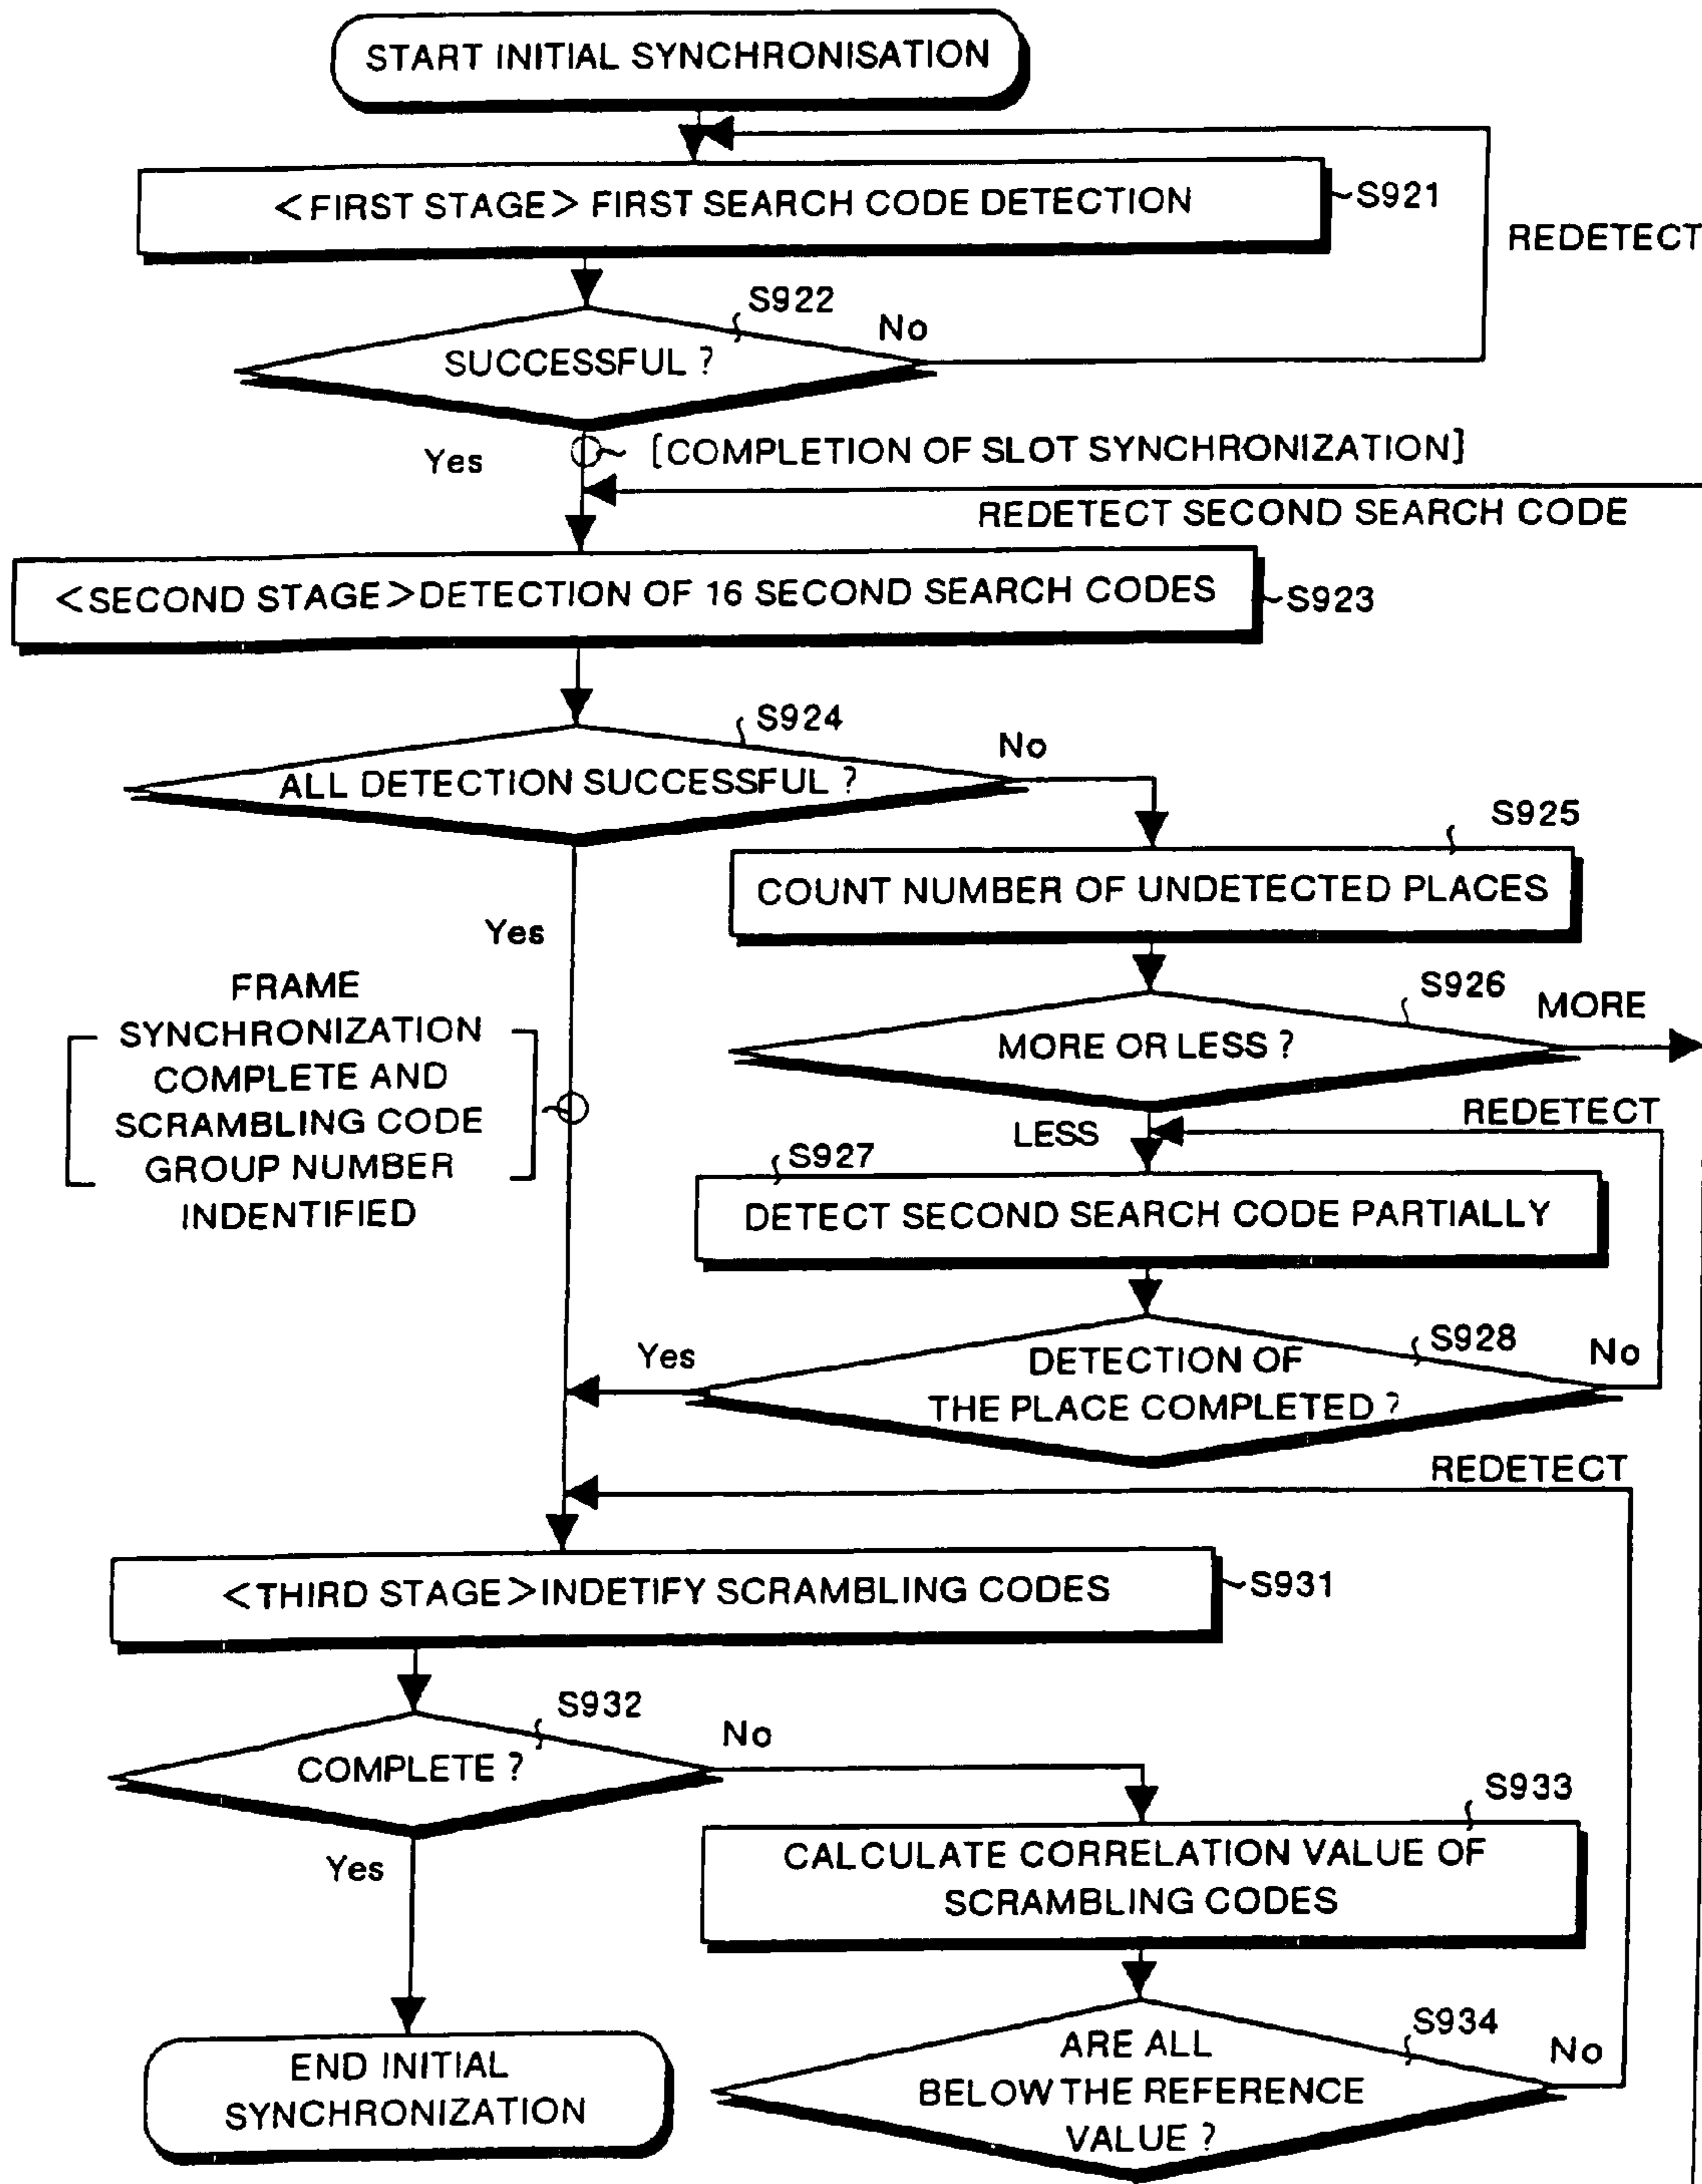 START INITIAL SYNCHRONISATION
<FIRST STAGE> FIRST SEARCH CODE DETECTION
S921
REDETECT
S922
No
SUCCESSFUL ?
Yes
[COMPLETION OF SLOT SYNCHRONIZATION]
REDETECT SECOND SEARCH CODE
<SECOND STAGE>DETECTION OF 16 SECOND SEARCH CODES
S923
S924
No
ALL DETECTION SUCCESSFUL ?
S925
COUNT NUMBER OF UNDETECTED PLACES
Yes
FRAME
SYNCHRONIZATION
COMPLETE AND
SCRAMBLING CODE
GROUP NUMBER
INDENTIFIED
S926
MORE
MORE OR LESS ?
REDETECT
LESS
S927
DETECT SECOND SEARCH CODE PARTIALLY
S928
Yes
No
DETECTION OF
THE PLACE COMPLETED ?
REDETECT
<THIRD STAGE>INDETIFY SCRAMBLING CODES
S931
S932
No
COMPLETE ?
S933
Yes
CALCULATE CORRELATION VALUE OF
SCRAMBLING CODES
S934
No
ARE ALL
BELOW THE REFERENCE
VALUE ?
END INITIAL
SYNCHRONIZATION